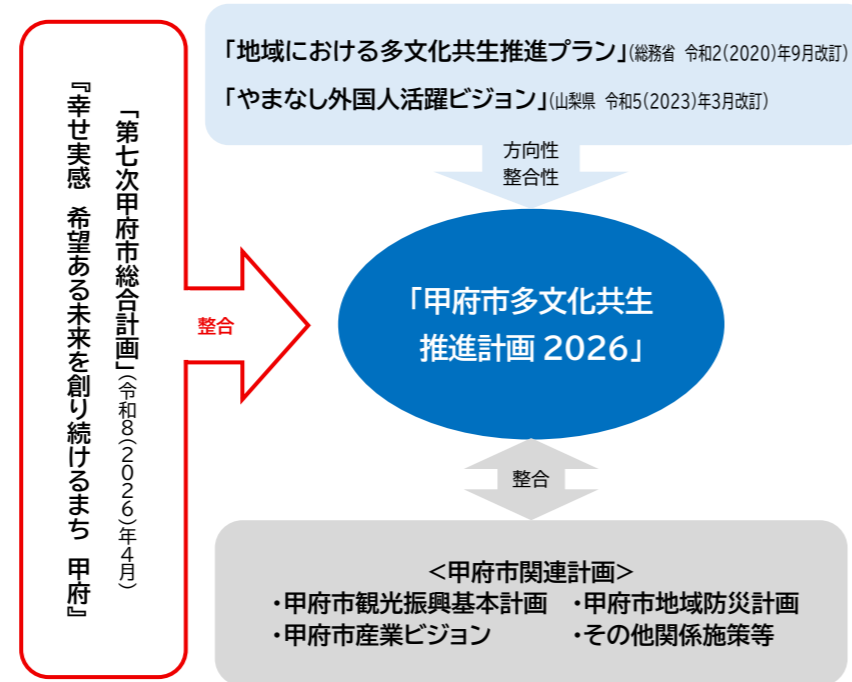 「地域における多文化共生推進プラン」(総務省 令和2(2020)年9月改訂)
「やまなし外国人活躍ビジョン」(山梨県 令和5(2023)年3月改訂)
方向性
整合性
「第七次甲府市総合計画」(令和8(2026)年4月)
『幸せ実感 希望ある未来を創り続けるまち 甲府』
整合
「甲府市多文化共生
推進計画 2026」
整合
<甲府市関連計画>
・甲府市観光振興基本計画 ・甲府市地域防災計画
・甲府市産業ビジョン ・その他関係施策等